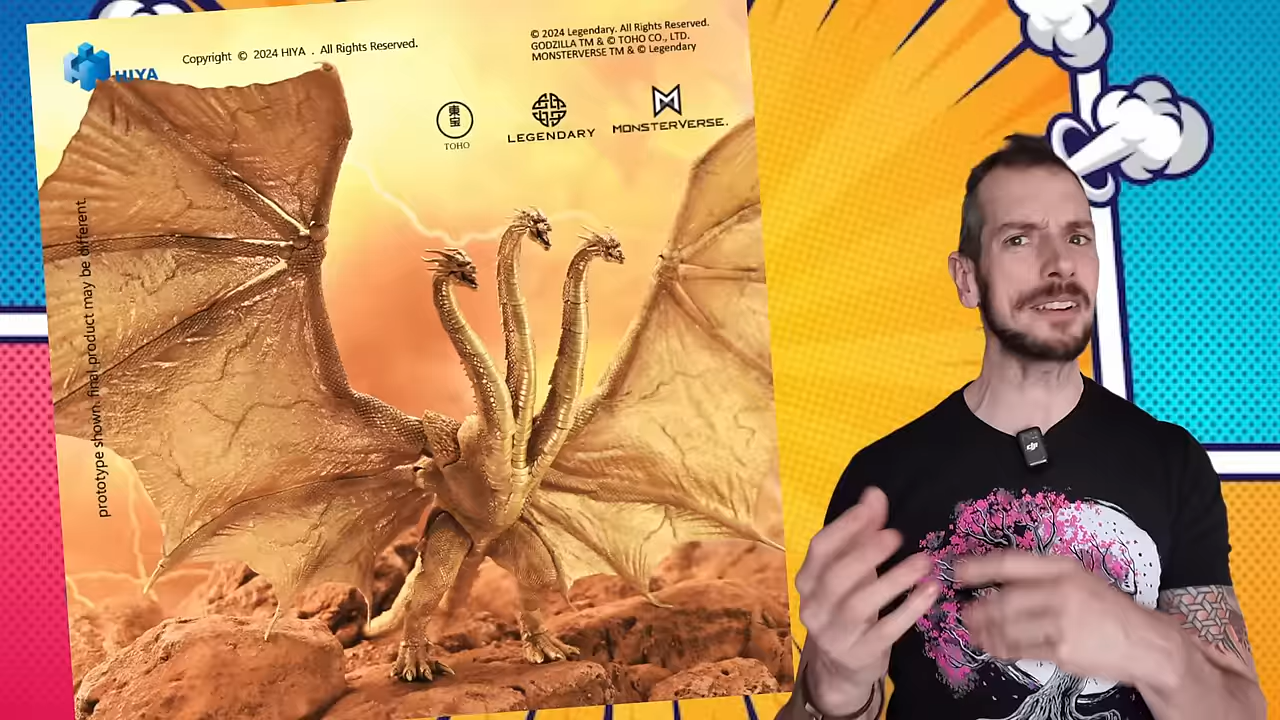 HIYA
Copyright © 2024 HIYA . All Rights Reserved.
© 2024 Legendary. All Rights Reserved.
GODZILLA TM & © TOHO CO., LTD.
MONSTERVERSE TM & © Legendary
東宝
TOHO
LEGENDARY
MONSTERVERSE.
prototype shown. final product may be different.
dji